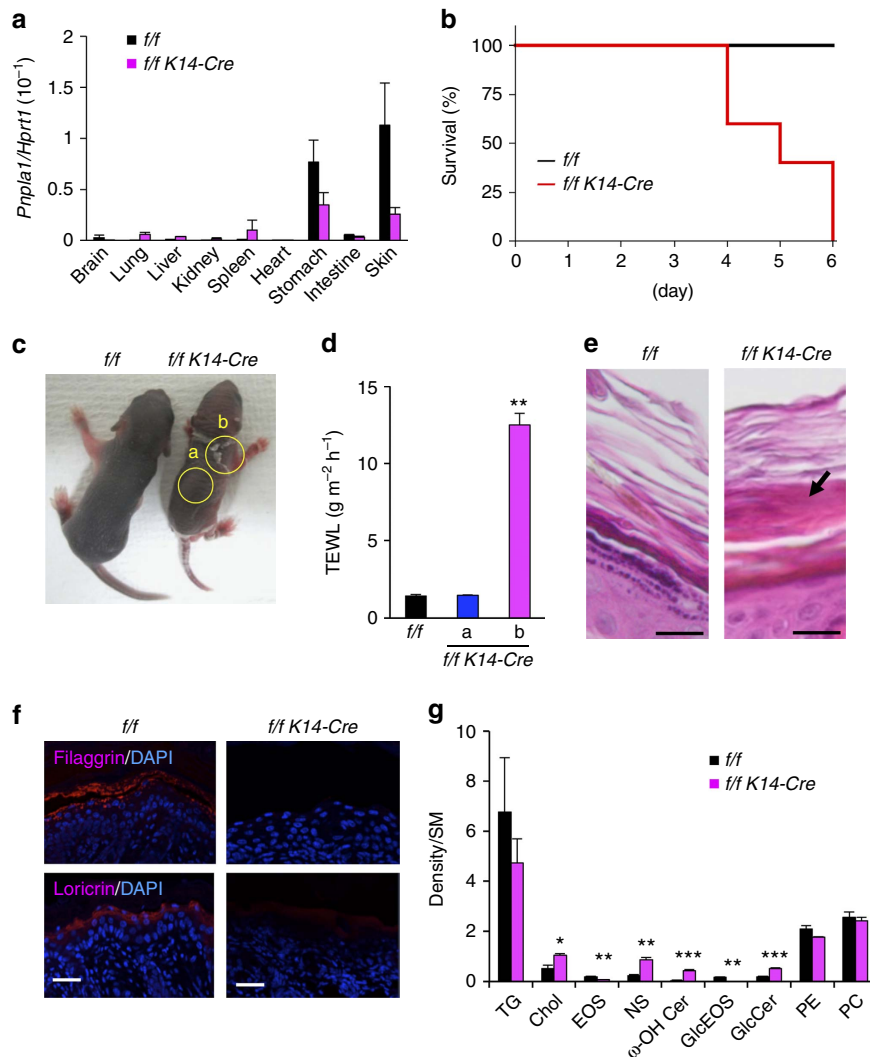 a
Pnpla1/Hprt1 (10⁻¹)
2
1.5
1
0.5
0
f/f
f/f K14-Cre
Brain
Lung
Liver
Kidney
Spleen
Heart
Stomach
Intestine
Skin
b
Survival (%)
100
75
50
25
0
f/f
f/f K14-Cre
0 1 2 3 4 5 6
(day)
c
f/f f/f K14-Cre
b
a
d
TEWL (g m⁻² h⁻¹)
15
10
5
0
**
f/f a b
f/f K14-Cre
e
f/f f/f K14-Cre
f
f/f f/f K14-Cre
Filaggrin/DAPI
Loricrin/DAPI
g
Density/SM
10
8
6
4
2
0
f/f
f/f K14-Cre
* ** ** *** ** ***
TG
Chol
EOS
NS
ω-OH Cer
GlcEOS
GlcCer
PE
PC